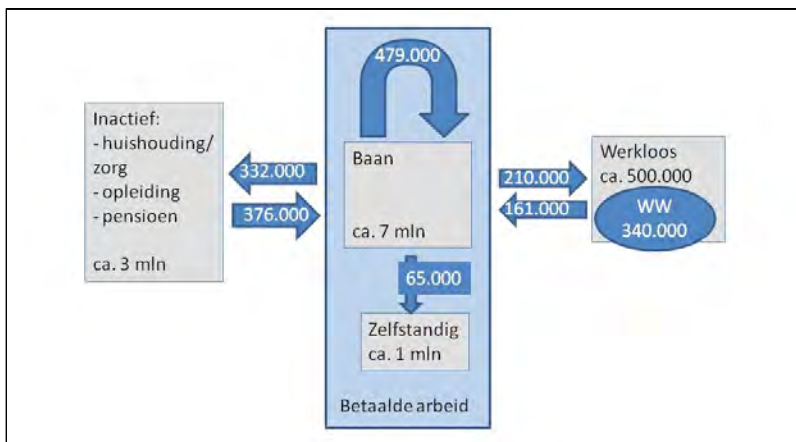 Inactief:
- huishouding/
zorg
- opleiding
- pensioen
ca. 3 mln
332.000
376.000
479.000
Baan
ca. 7 mln
65.000
Zelfstandig
ca. 1 mln
Betaalde arbeid
210.000
161.000
Werkloos
ca. 500.000
WW
340.000